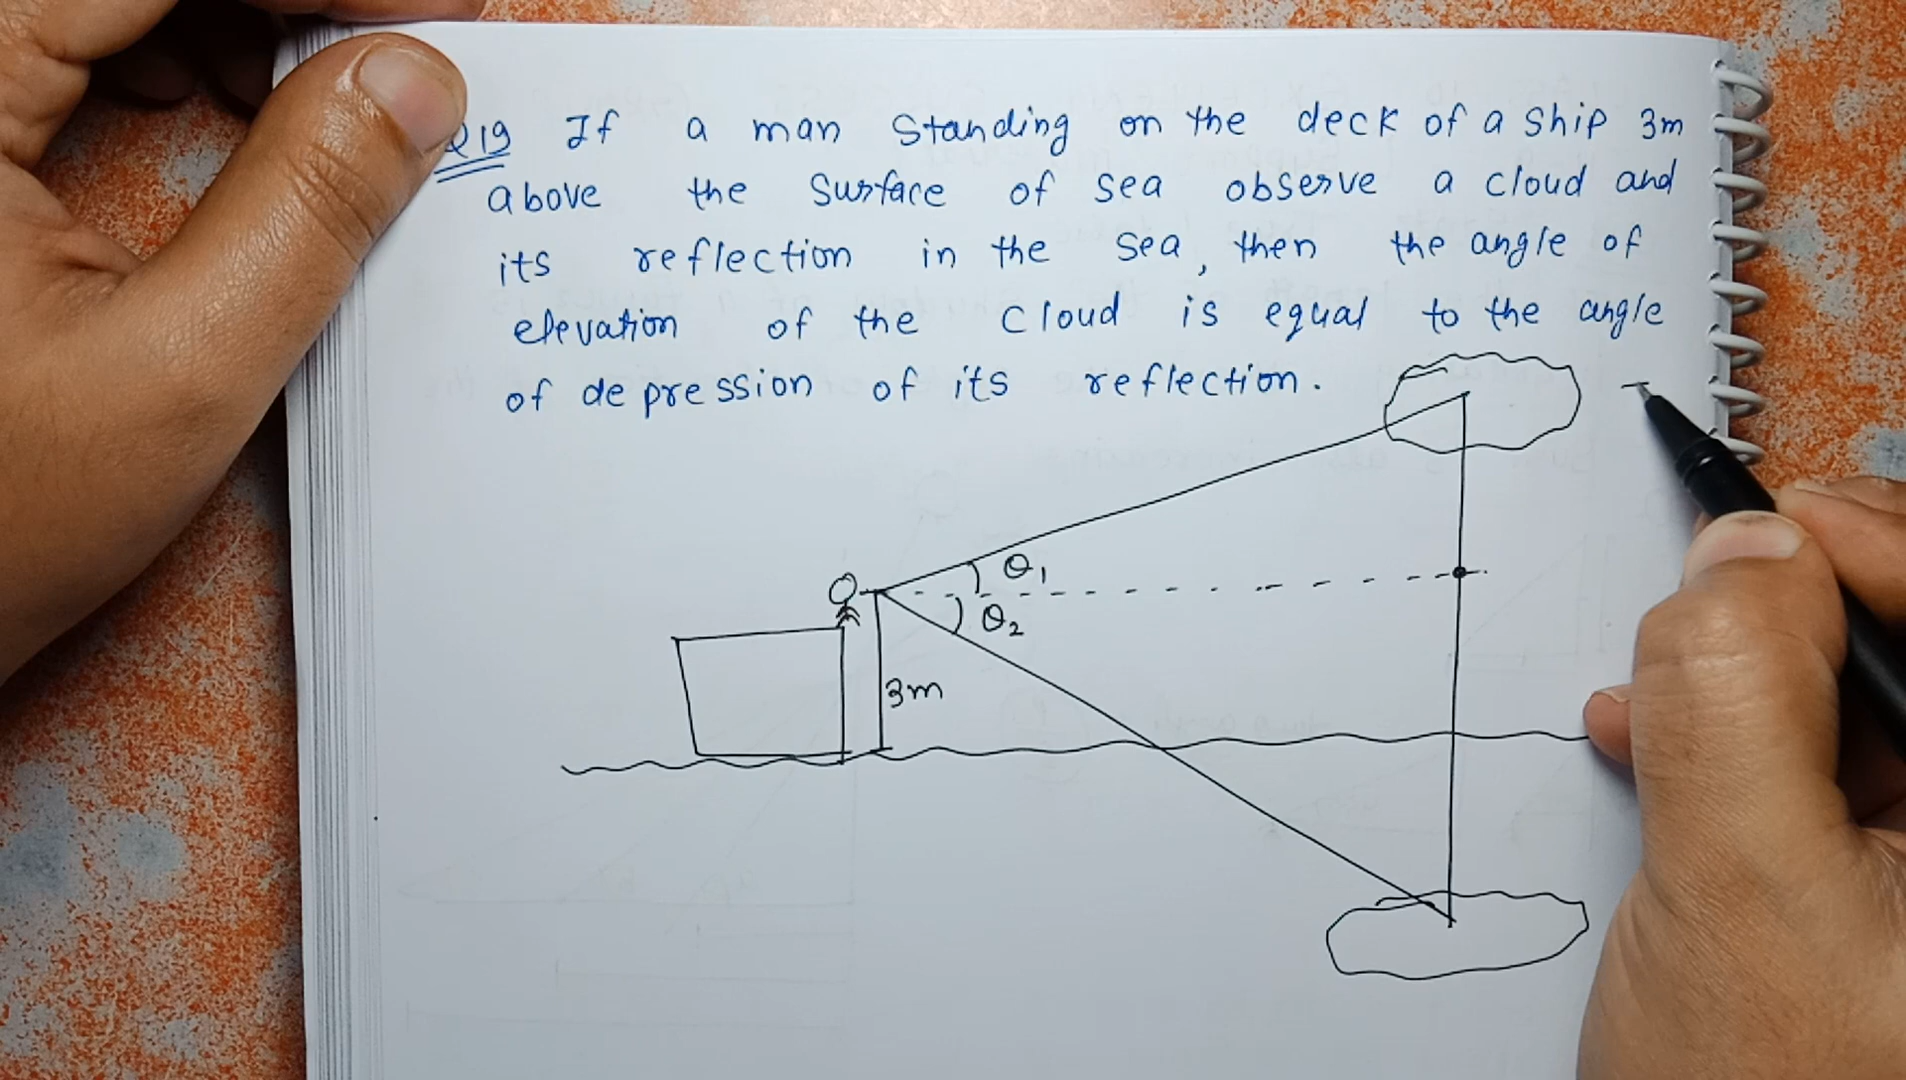 Q19 If a man Standing on the deck of a Ship 3m
above the Surface of sea observe a cloud and
its reflection in the sea, then the angle of
elevation of the cloud is equal to the angle
of depression of its reflection.
θ1
θ2
3m